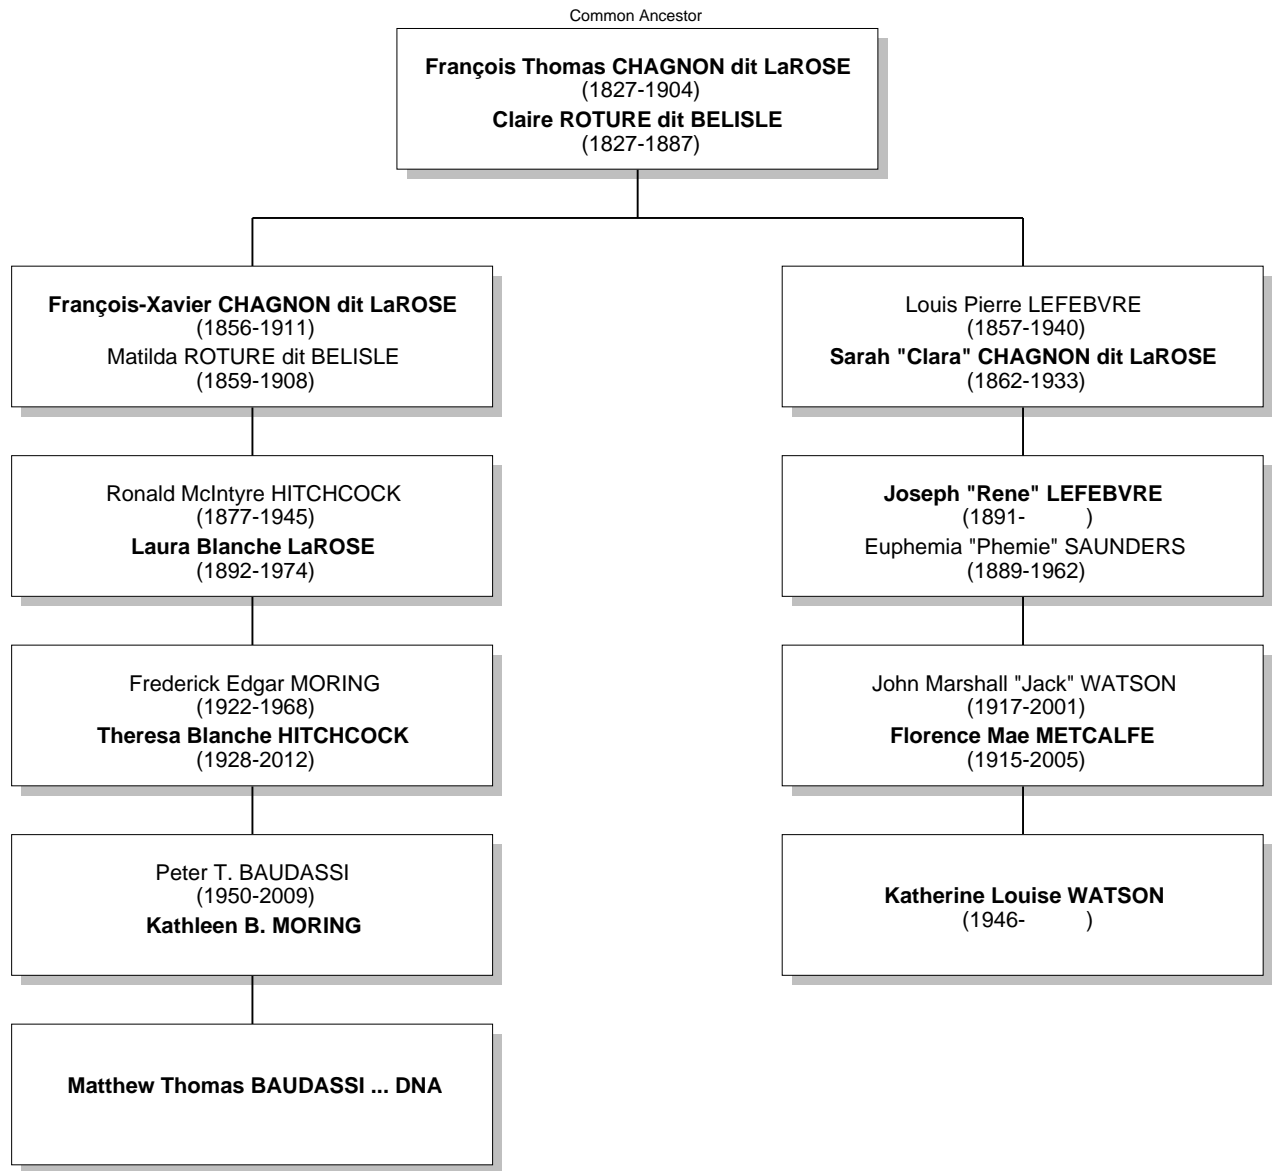 Common Ancestor
François Thomas CHAGNON dit LaROSE
(1827-1904)
Claire ROTURE dit BELISLE
(1827-1887)
François-Xavier CHAGNON dit LaROSE
(1856-1911)
Matilda ROTURE dit BELISLE
(1859-1908)
Louis Pierre LEFEBVRE
(1857-1940)
Sarah "Clara" CHAGNON dit LaROSE
(1862-1933)
Ronald McIntyre HITCHCOCK
(1877-1945)
Laura Blanche LaROSE
(1892-1974)
Joseph "Rene" LEFEBVRE
(1891- )
Euphemia "Phemie" SAUNDERS
(1889-1962)
Frederick Edgar MORING
(1922-1968)
Theresa Blanche HITCHCOCK
(1928-2012)
John Marshall "Jack" WATSON
(1917-2001)
Florence Mae METCALFE
(1915-2005)
Peter T. BAUDASSI
(1950-2009)
Kathleen B. MORING
Katherine Louise WATSON
(1946- )
Matthew Thomas BAUDASSI ... DNA